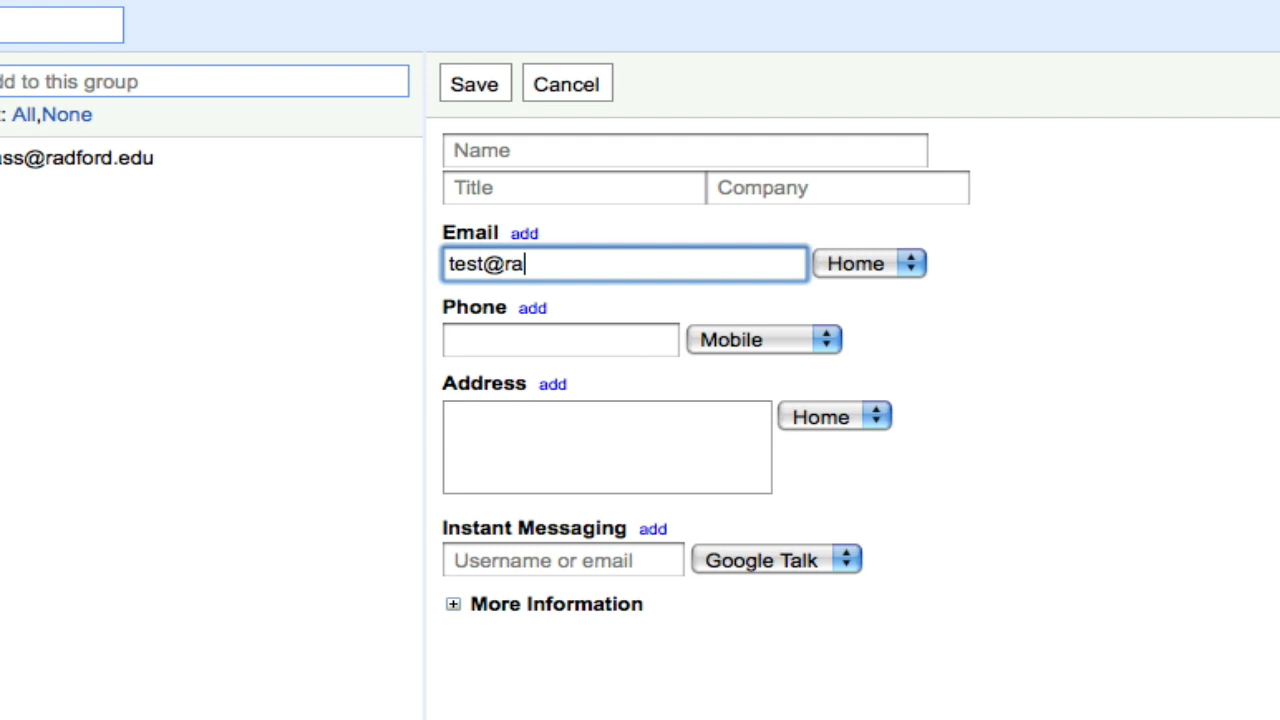 dd to this group
: All,None
ass@radford.edu
Save Cancel
Name
Title Company
Email add
test@ra Home
Phone add
Mobile
Address add
Home
Instant Messaging add
Username or email Google Talk
More Information